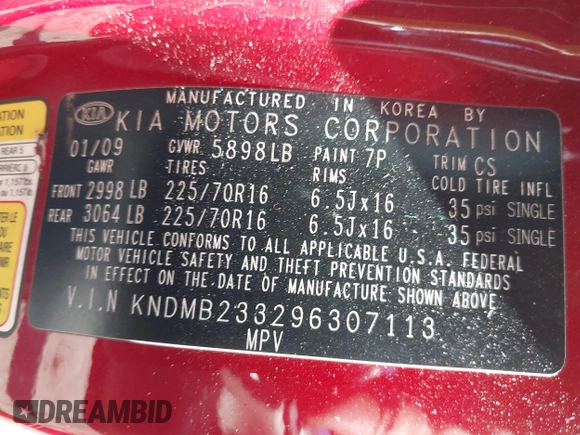 MANUFACTURED IN KOREA BY
KIA KIA MOTORS CORPORATION
01/09 GVWR 5898LB PAINT 7P TRIM CS
GAWR TIRES RIMS COLD TIRE INFL
FRONT 2998 LB 225/70R16 6.5Jx16 35 psi SINGLE
REAR 3064 LB 225/70R16 6.5Jx16 35 psi SINGLE
THIS VEHICLE CONFORMS TO ALL APPLICABLE U.S.A. FEDERAL
MOTOR VEHICLE SAFETY AND THEFT PREVENTION STANDARDS
IN EFFECT ON THE DATE OF MANUFACTURE SHOWN ABOVE
V.I.N KNDMB233296307113
MPV
REAR 5
DREAMBID